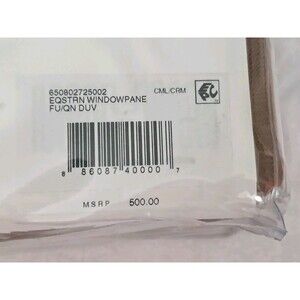 650802725002 CML/CRM
EQSTRN WINDOWPANE
FU/QN DUV
8 86087 40000 7
MSRP 500.00